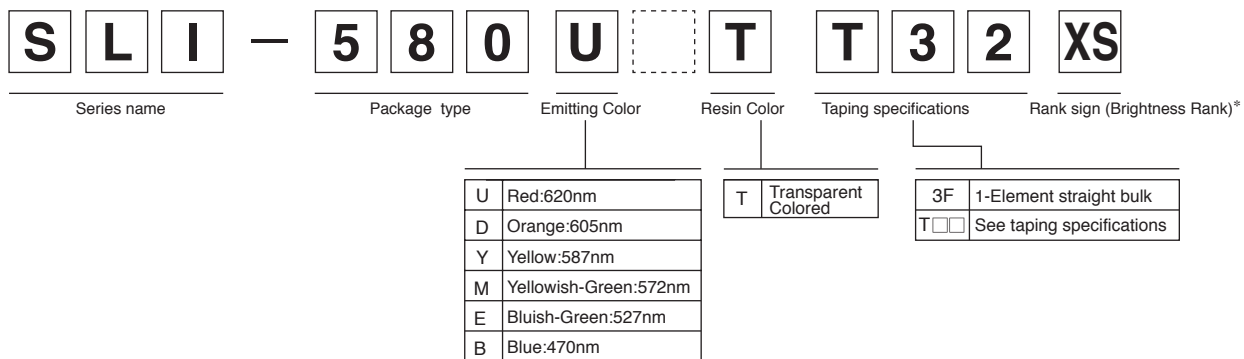 S L I - 5 8 0 U T T 3 2 XS
Series name Package type Emitting Color Resin Color Taping specifications Rank sign (Brightness Rank)*
U Red:620nm
D Orange:605nm
Y Yellow:587nm
M Yellowish-Green:572nm
E Bluish-Green:527nm
B Blue:470nm
T Transparent
Colored
3F 1-Element straight bulk
T□□ See taping specifications